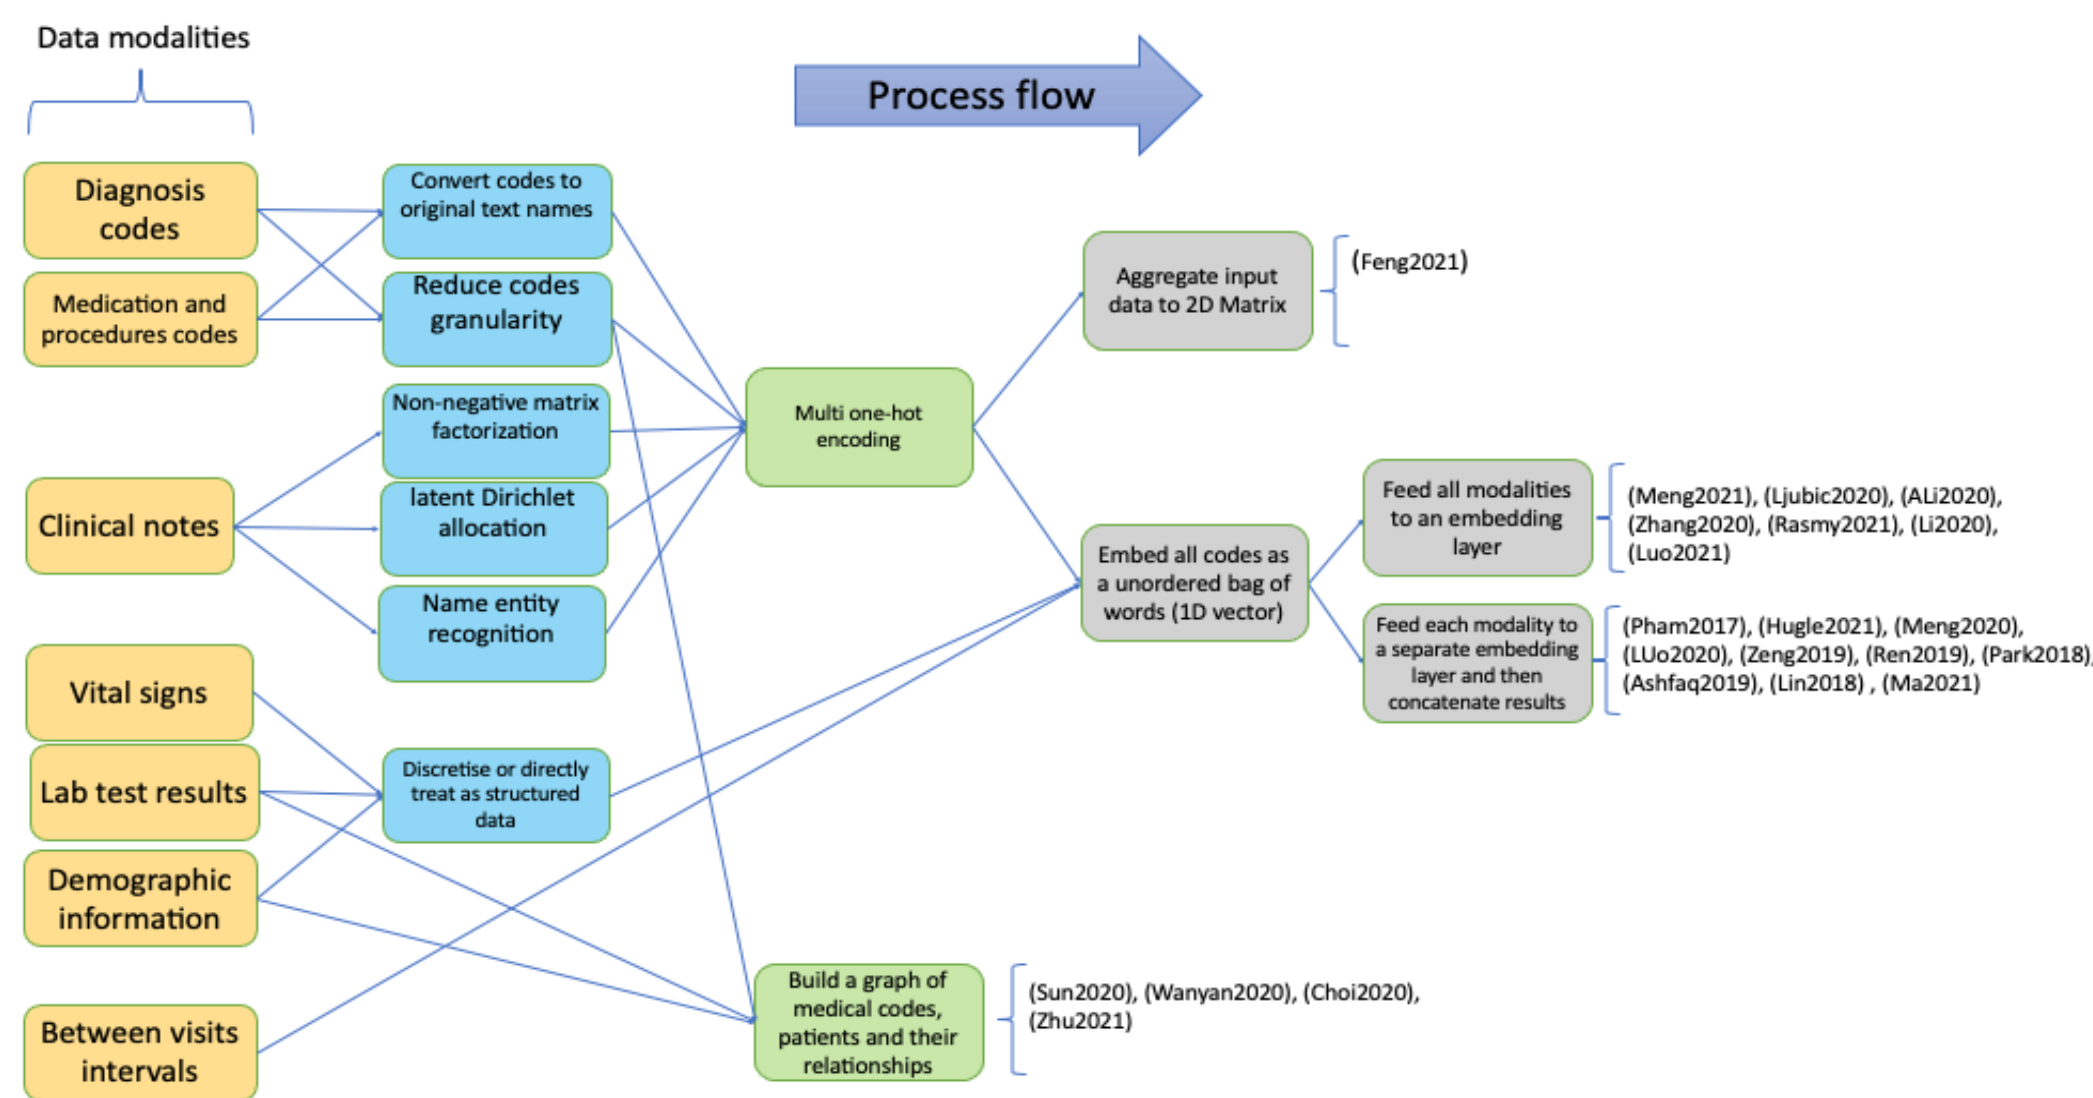 Data modalities
Process flow
Diagnosis
codes
Medication and
procedures codes
Clinical notes
Vital signs
Lab test results
Demographic
information
Between visits
intervals
Convert codes to
original text names
Reduce codes
granularity
Non-negative matrix
factorization
latent Dirichlet
allocation
Name entity
recognition
Discretise or directly
treat as structured
data
Multi one-hot
encoding
Build a graph of
medical codes,
patients and their
relationships
(Sun2020), (Wanyan2020), (Choi2020),
(Zhu2021)
Aggregate input
data to 2D Matrix
(Feng2021)
Embed all codes as
a unordered bag of
words (1D vector)
Feed all modalities
to an embedding
layer
(Meng2021), (Ljubic2020), (ALi2020),
(Zhang2020), (Rasmy2021), (Li2020),
(Luo2021)
Feed each modality to
a separate embedding
layer and then
concatenate results
(Pham2017), (Hugle2021), (Meng2020),
(LUo2020), (Zeng2019), (Ren2019), (Park2018),
(Ashfaq2019), (Lin2018) , (Ma2021)